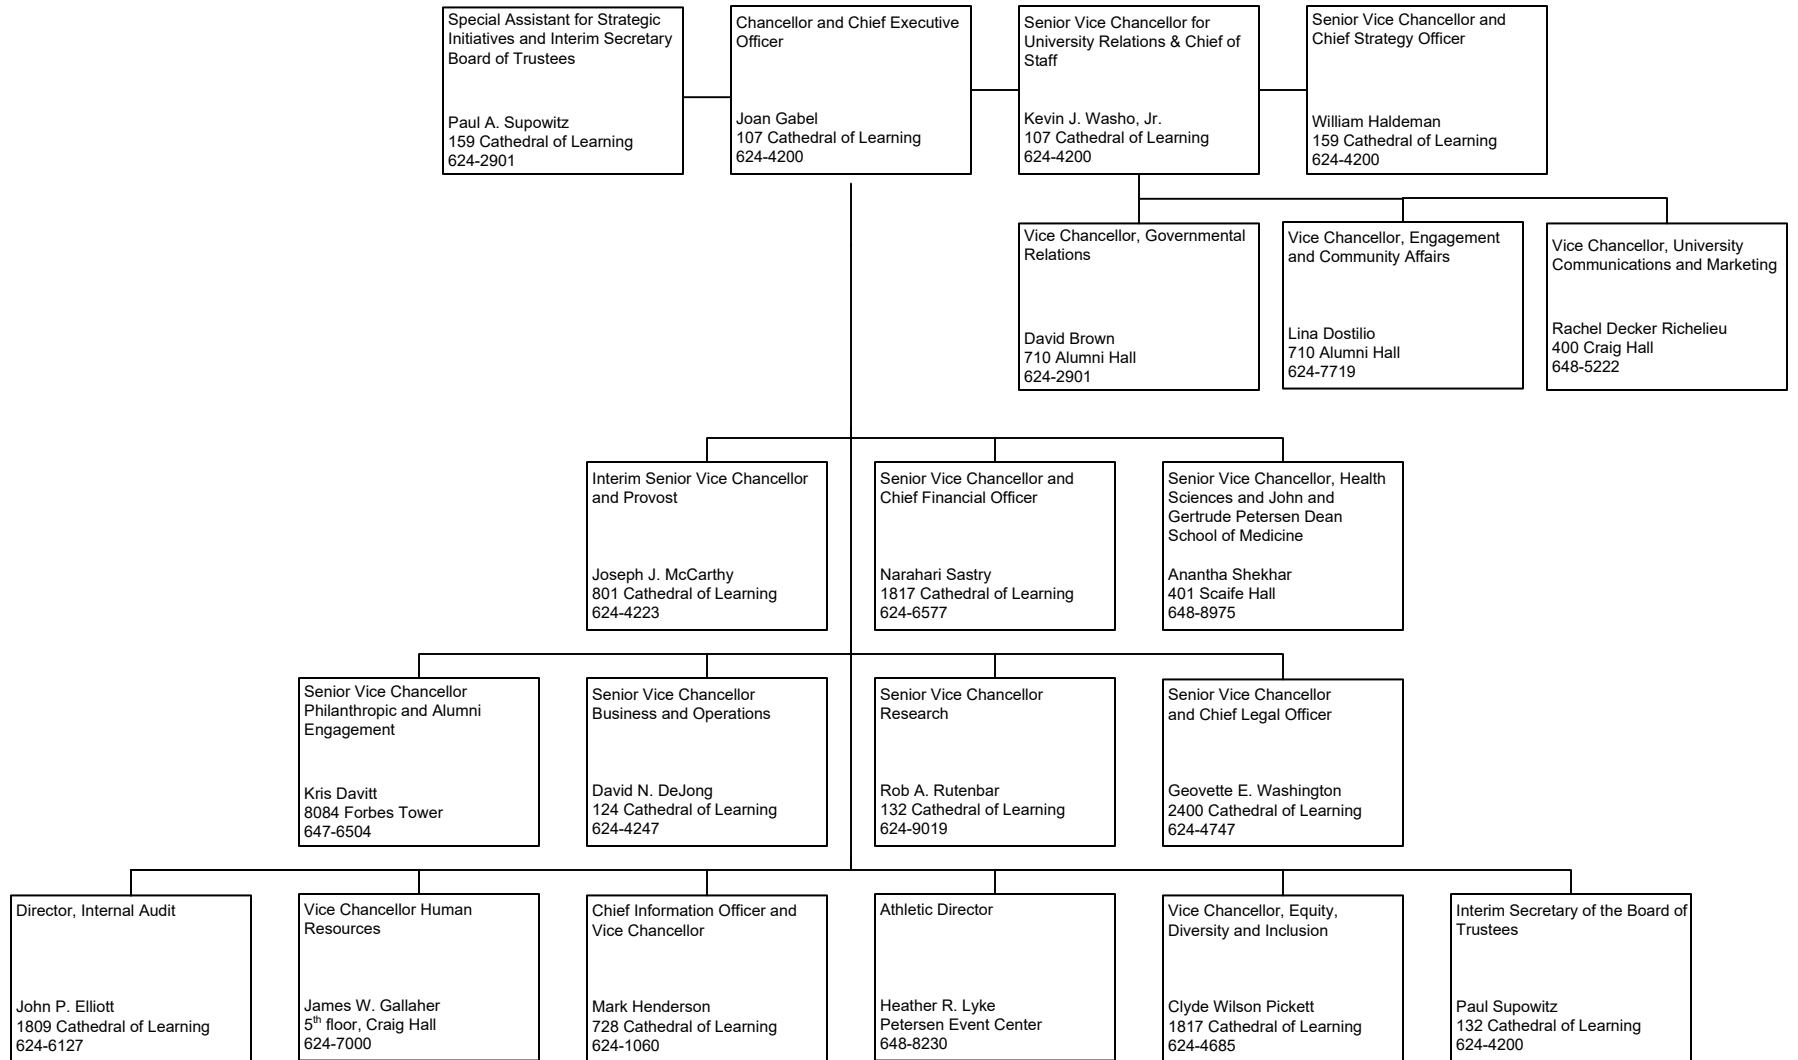 Special Assistant for Strategic
Initiatives and Interim Secretary
Board of Trustees
Paul A. Supowitz
159 Cathedral of Learning
624-2901
Chancellor and Chief Executive
Officer
Joan Gabel
107 Cathedral of Learning
624-4200
Senior Vice Chancellor for
University Relations & Chief of
Staff
Kevin J. Washo, Jr.
107 Cathedral of Learning
624-4200
Senior Vice Chancellor and
Chief Strategy Officer
William Haldeman
159 Cathedral of Learning
624-4200
Vice Chancellor, Governmental
Relations
David Brown
710 Alumni Hall
624-2901
Vice Chancellor, Engagement
and Community Affairs
Lina Dostilio
710 Alumni Hall
624-7719
Vice Chancellor, University
Communications and Marketing
Rachel Decker Richelieu
400 Craig Hall
648-5222
Interim Senior Vice Chancellor
and Provost
Joseph J. McCarthy
801 Cathedral of Learning
624-4223
Senior Vice Chancellor and
Chief Financial Officer
Narahari Sastry
1817 Cathedral of Learning
624-6577
Senior Vice Chancellor, Health
Sciences and John and
Gertrude Petersen Dean
School of Medicine
Anantha Shekhar
401 Scaife Hall
648-8975
Senior Vice Chancellor
Philanthropic and Alumni
Engagement
Kris Davitt
8084 Forbes Tower
647-6504
Senior Vice Chancellor
Business and Operations
David N. DeJong
124 Cathedral of Learning
624-4247
Senior Vice Chancellor
Research
Rob A. Rutenbar
132 Cathedral of Learning
624-9019
Senior Vice Chancellor
and Chief Legal Officer
Geovette E. Washington
2400 Cathedral of Learning
624-4747
Director, Internal Audit
John P. Elliott
1809 Cathedral of Learning
624-6127
Vice Chancellor Human
Resources
James W. Gallaher
5th floor, Craig Hall
624-7000
Chief Information Officer and
Vice Chancellor
Mark Henderson
728 Cathedral of Learning
624-1060
Athletic Director
Heather R. Lyke
Petersen Event Center
648-8230
Vice Chancellor, Equity,
Diversity and Inclusion
Clyde Wilson Pickett
1817 Cathedral of Learning
624-4685
Interim Secretary of the Board of
Trustees
Paul Supowitz
132 Cathedral of Learning
624-4200